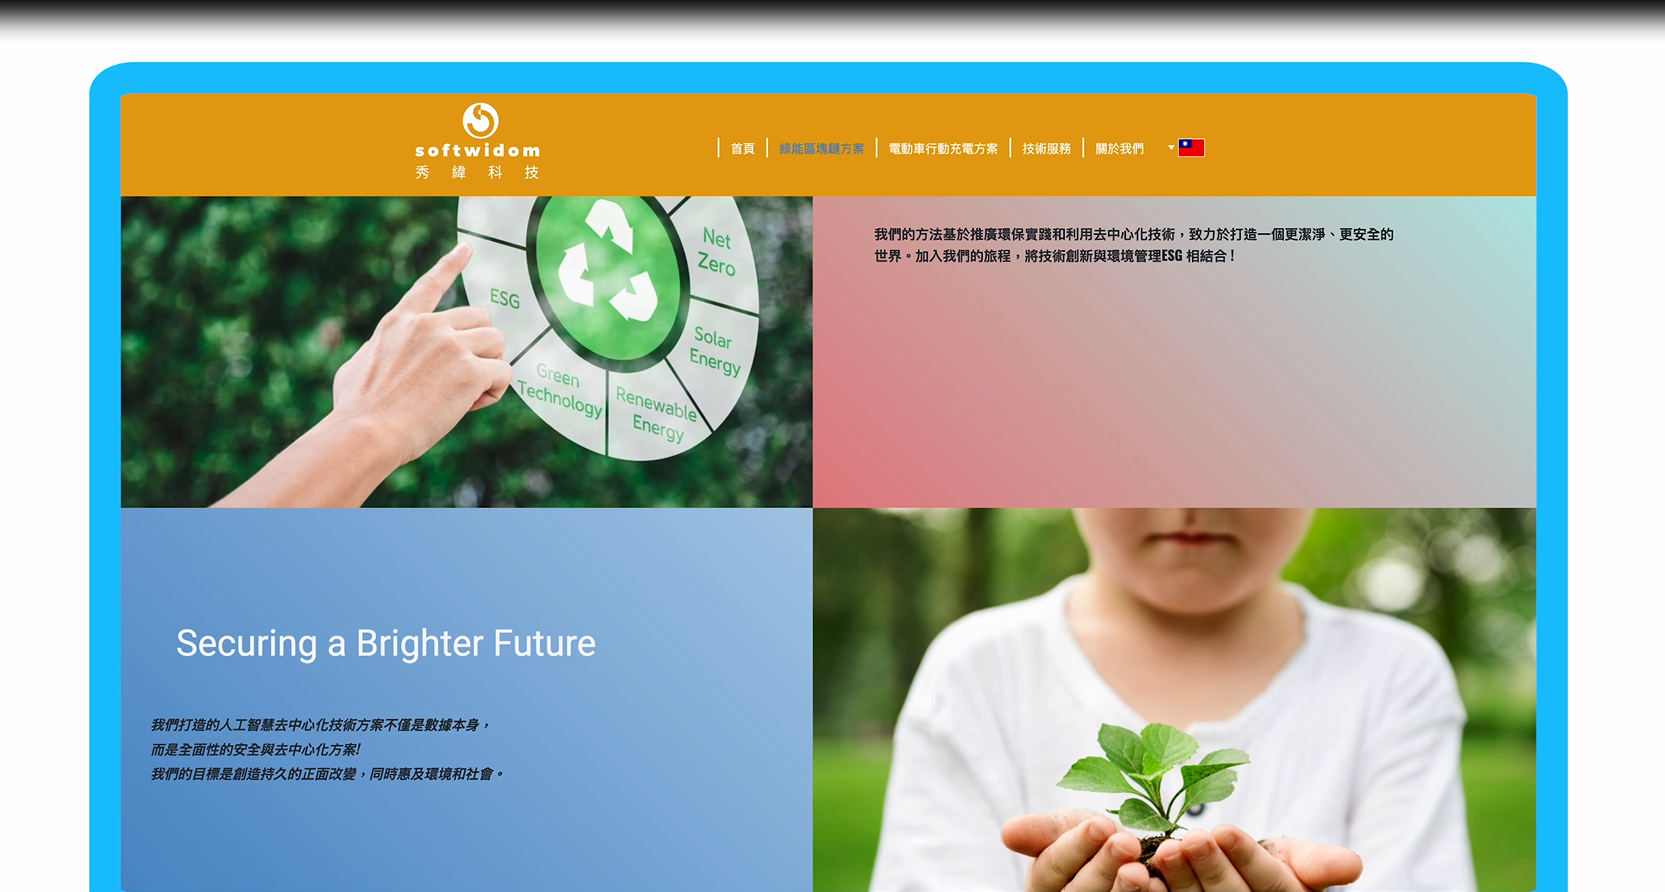 softwidom
秀緯科技
首頁
綠能區塊鏈方案
電動車行動充電方案
技術服務
關於我們
Net
Zero
ESG
Solar
Energy
Green
Technology
Renewable
Energy
我們的方法基於推廣環保實踐和利用去中心化技術，致力於打造一個更潔淨、更安全的
世界。加入我們的旅程，將技術創新與環境管理ESG 相結合 !
Securing a Brighter Future
我們打造的人工智慧去中心化技術方案不僅是數據本身，
而是全面性的安全與去中心化方案!
我們的目標是創造持久的正面改變，同時惠及環境和社會。